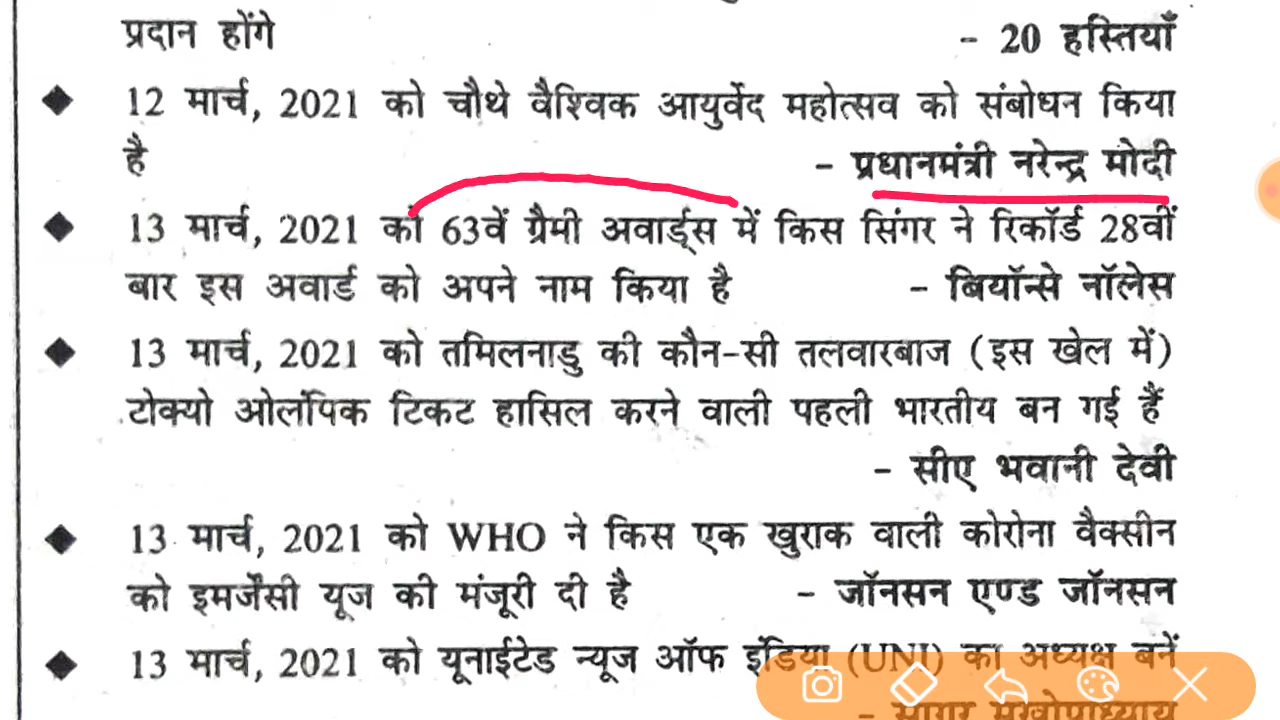 प्रदान होंगे - 20 हस्तियाँ
◆ 12 मार्च, 2021 को चौथे वैश्विक आयुर्वेद महोत्सव को संबोधन किया
है - प्रधानमंत्री नरेन्द्र मोदी
◆ 13 मार्च, 2021 को 63वें ग्रैमी अवार्ड्स में किस सिंगर ने रिकॉर्ड 28वीं
बार इस अवार्ड को अपने नाम किया है - बियॉन्से नॉलेस
◆ 13 मार्च, 2021 को तमिलनाडु की कौन-सी तलवारबाज (इस खेल में)
टोक्यो ओलंपिक टिकट हासिल करने वाली पहली भारतीय बन गई हैं
- सीए भवानी देवी
◆ 13 मार्च, 2021 को WHO ने किस एक खुराक वाली कोरोना वैक्सीन
को इमर्जेंसी यूज की मंजूरी दी है - जॉनसन एण्ड जॉनसन
◆ 13 मार्च, 2021 को यूनाईटेड न्यूज ऑफ इंडिया (UNI) का अध्यक्ष बनें